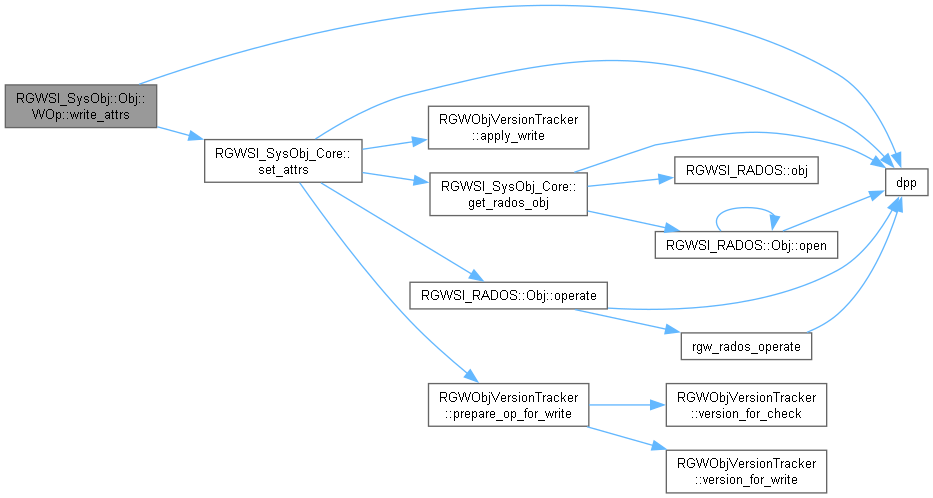 RGWSI_SysObj::Obj::
WOp::write_attrs
RGWSI_SysObj_Core::
set_attrs
RGWObjVersionTracker
::apply_write
RGWSI_SysObj_Core::
get_rados_obj
RGWSI_RADOS::obj
dpp
RGWSI_RADOS::Obj::open
RGWSI_RADOS::Obj::operate
rgw_rados_operate
RGWObjVersionTracker
::prepare_op_for_write
RGWObjVersionTracker
::version_for_check
RGWObjVersionTracker
::version_for_write